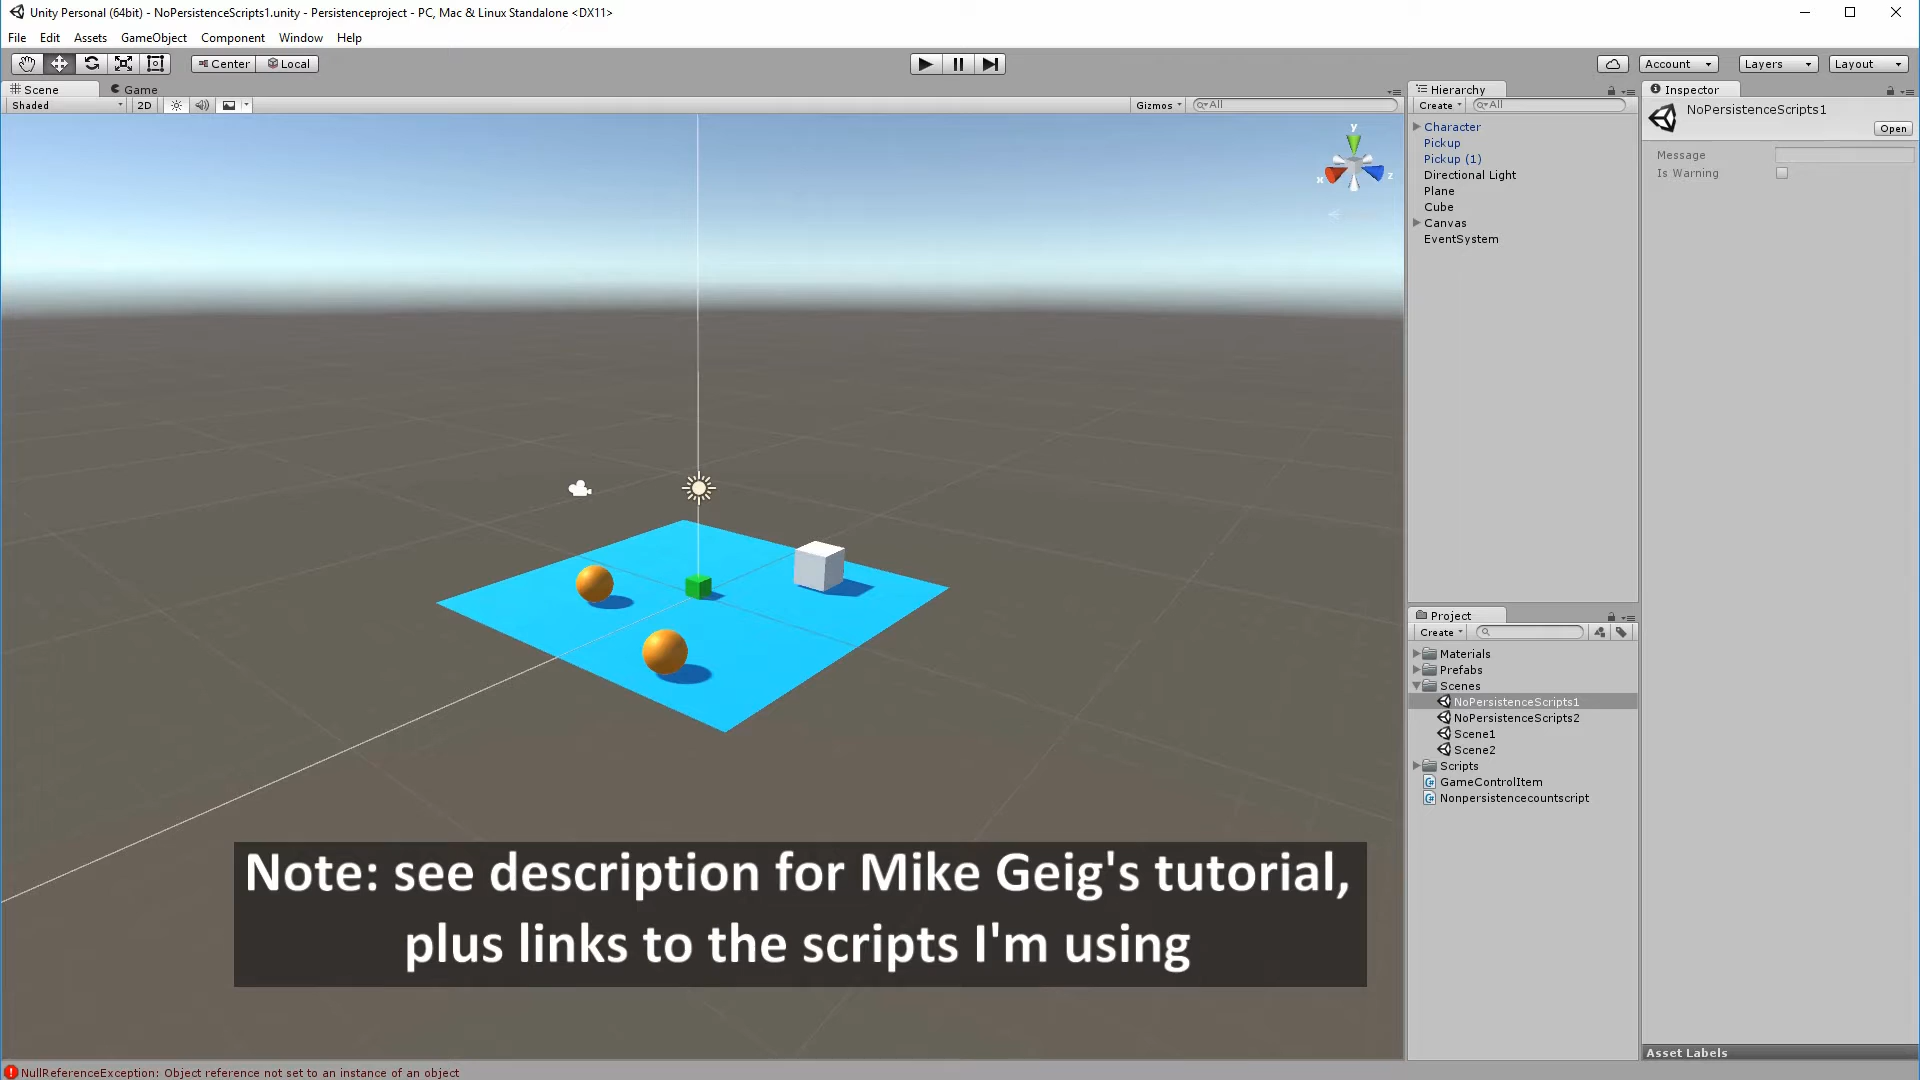 Unity Personal (64bit) - NoPersistenceScripts1.unity - Persistenceproject - PC, Mac & Linux Standalone <DX11>
File Edit Assets GameObject Component Window Help
Center Local Account Layers Layout
Scene Game
Shaded 2D Gizmos All
y
x z
Hierarchy
Create All
Character
Pickup
Pickup (1)
Directional Light
Plane
Cube
Canvas
EventSystem
Project
Create
Materials
Prefabs
Scenes
NoPersistenceScripts1
NoPersistenceScripts2
Scene1
Scene2
Scripts
GameControlItem
Nonpersistencecountscript
Inspector
NoPersistenceScripts1
Open
Message
Is Warning
Asset Labels
Note: see description for Mike Geig's tutorial,
plus links to the scripts I'm using
NullReferenceException: Object reference not set to an instance of an object